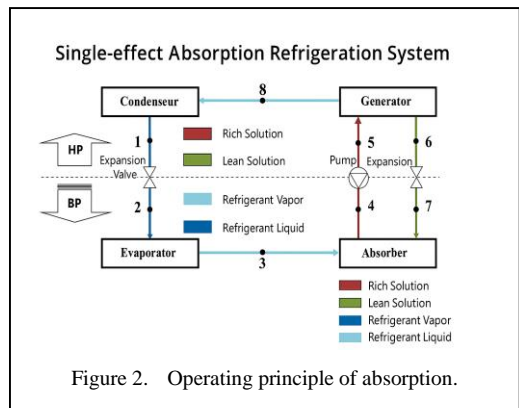 Single-effect Absorption Refrigeration System
8
Condenseur
Generator
1
5
6
HP
Rich Solution
Expansion
Valve
Lean Solution
Pump
Expansion
BP
2
Refrigerant Vapor
4
7
Refrigerant Liquid
Evaporator
3
Absorber
Rich Solution
Lean Solution
Refrigerant Vapor
Refrigerant Liquid
Figure 2. Operating principle of absorption.